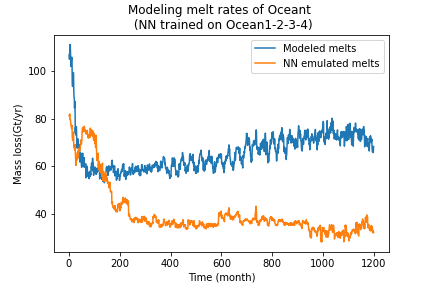 Modeling melt rates of Oceant
(NN trained on Ocean1-2-3-4)
Modeled melts
NN emulated melts
Mass loss(Gt/yr)
100
80
60
40
0 200 400 600 800 1000 1200
Time (month)